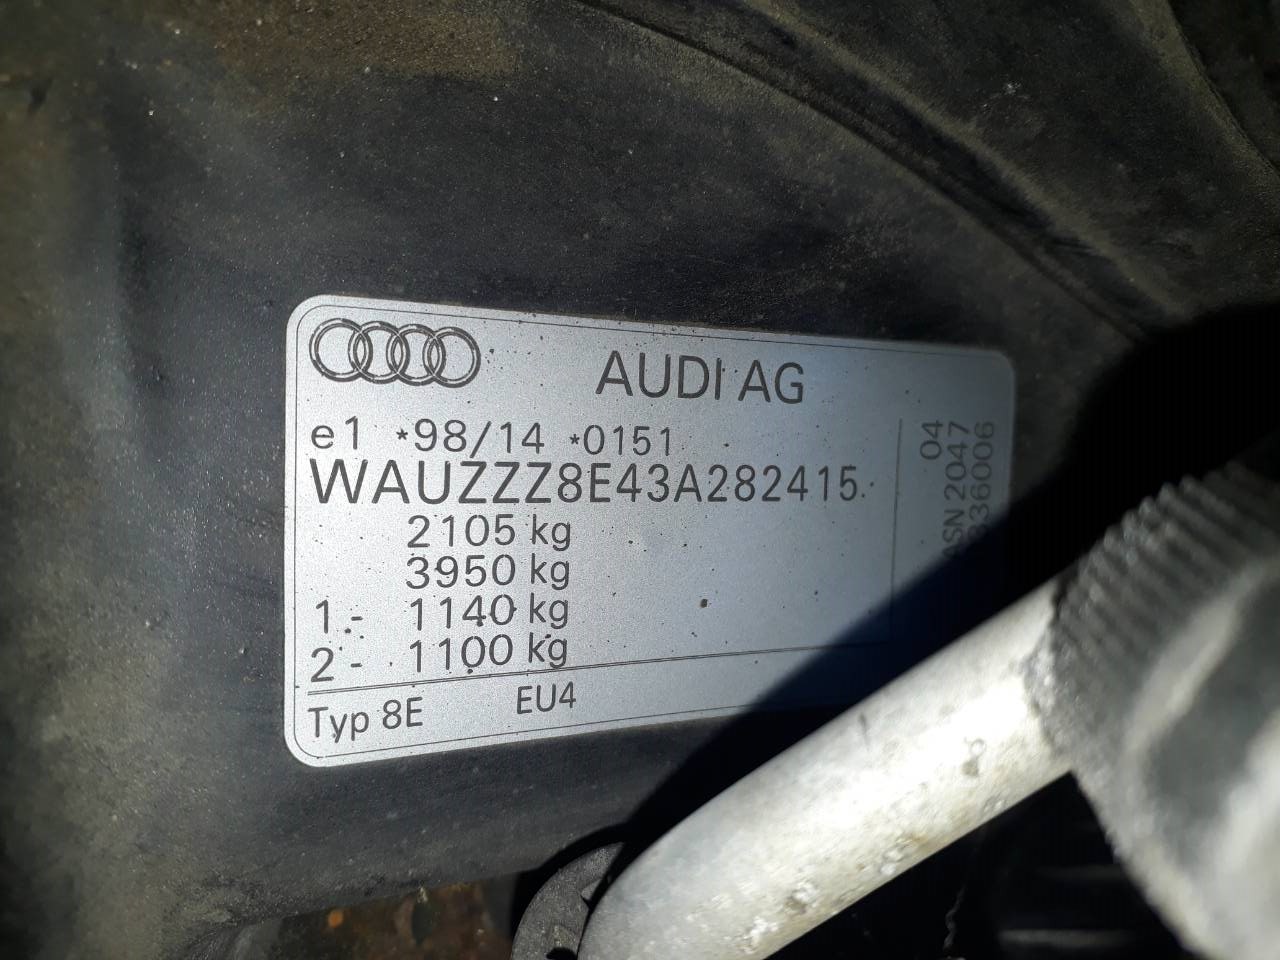 AUDI AG
e1 *98/14 *0151
WAUZZZ8E43A282415
2105 kg
3950 kg
1 - 1140 kg
2 - 1100 kg
Typ 8E EU4
04
ASN 2047